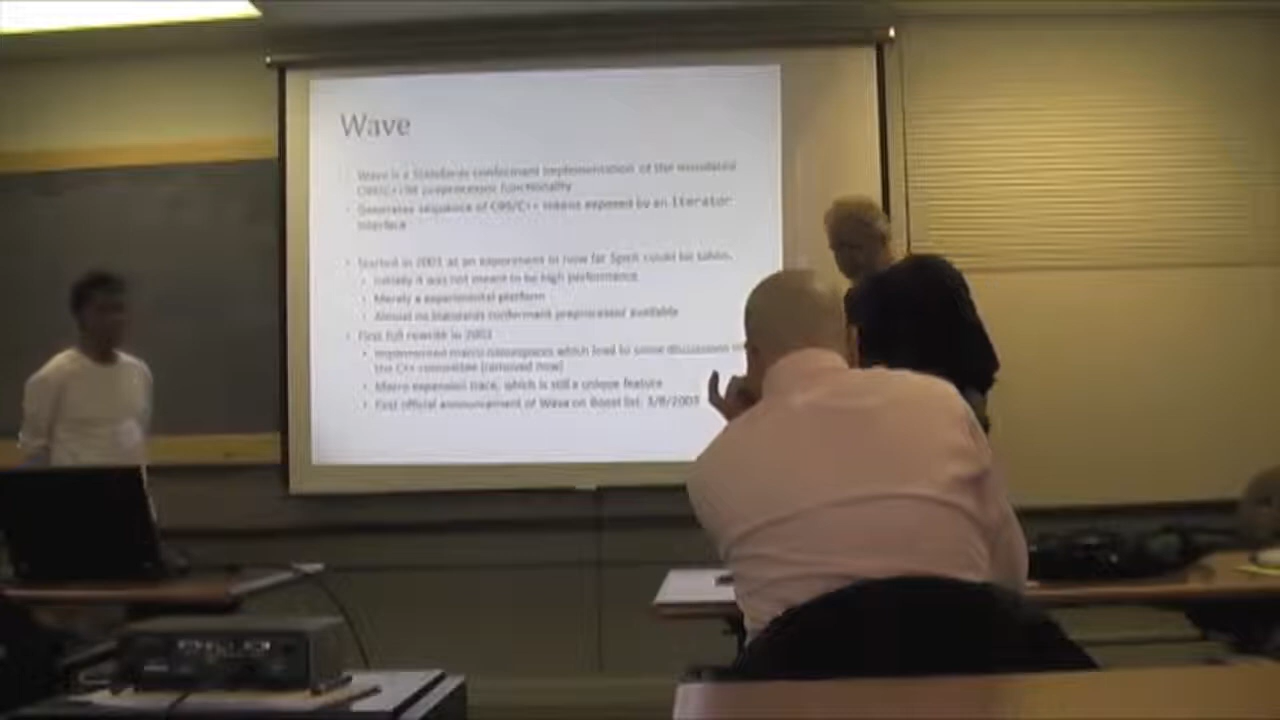 Wave
Wave is a Standards conformant implementation of the mandated
C99/C++98 preprocessor functionality
Generates sequence of C99/C++ tokens exposed by an Iterator
interface
Started in 2001 as an experiment in how far Spirit could be taken,
Initially it was not meant to be high performance
Merely a experimental platform
Almost no Standards conformant preprocessor available
First full rewrite in 2003
Implemented macro namespaces which lead to some discussions
the C++ committee (removed now)
Macro expansion trace, which is still a unique feature
First official announcement of Wave on Boost list: 3/8/2003